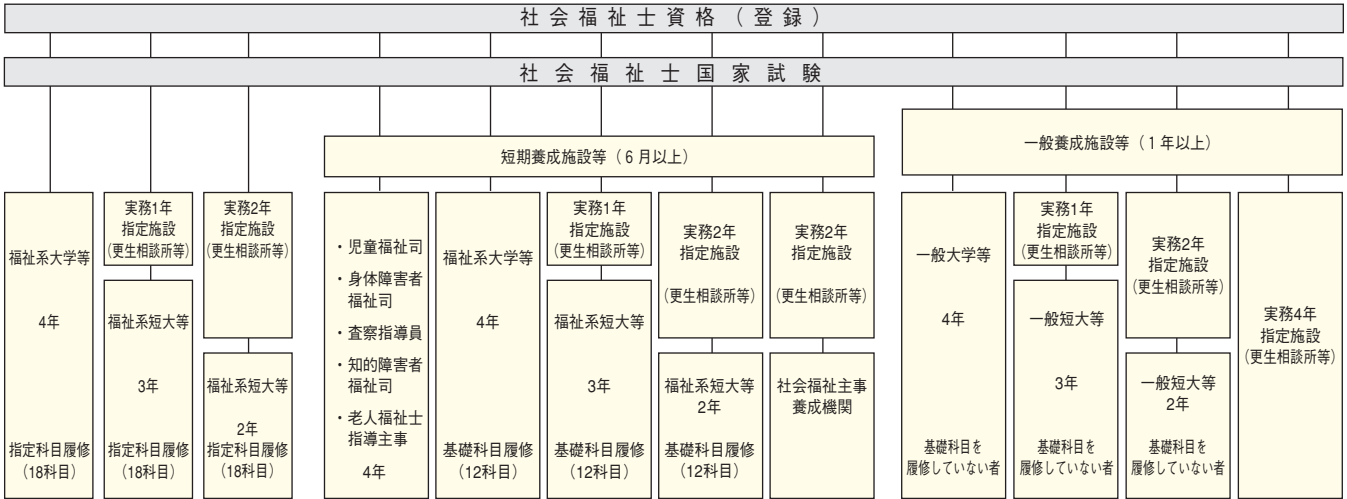 社会福祉士資格（登録）
社会福祉士国家試験
短期養成施設等（6月以上）
一般養成施設等（1年以上）
福祉系大学等
4年
指定科目履修
（18科目）
実務1年
指定施設
（更生相談所等）
福祉系短大等
3年
指定科目履修
（18科目）
実務2年
指定施設
（更生相談所等）
福祉系短大等
2年
指定科目履修
（18科目）
・児童福祉司
・身体障害者
福祉司
・査察指導員
・知的障害者
福祉司
・老人福祉士
指導主事
4年
福祉系大学等
4年
基礎科目履修
（12科目）
実務1年
指定施設
（更生相談所等）
福祉系短大等
3年
基礎科目履修
（12科目）
実務2年
指定施設
（更生相談所等）
福祉系短大等
2年
基礎科目履修
（12科目）
実務2年
指定施設
（更生相談所等）
社会福祉主事
養成機関
一般大学等
4年
基礎科目を
履修していない者
実務1年
指定施設
（更生相談所等）
一般短大等
3年
基礎科目を
履修していない者
実務2年
指定施設
（更生相談所等）
一般短大等
2年
基礎科目を
履修していない者
実務4年
指定施設
（更生相談所等）